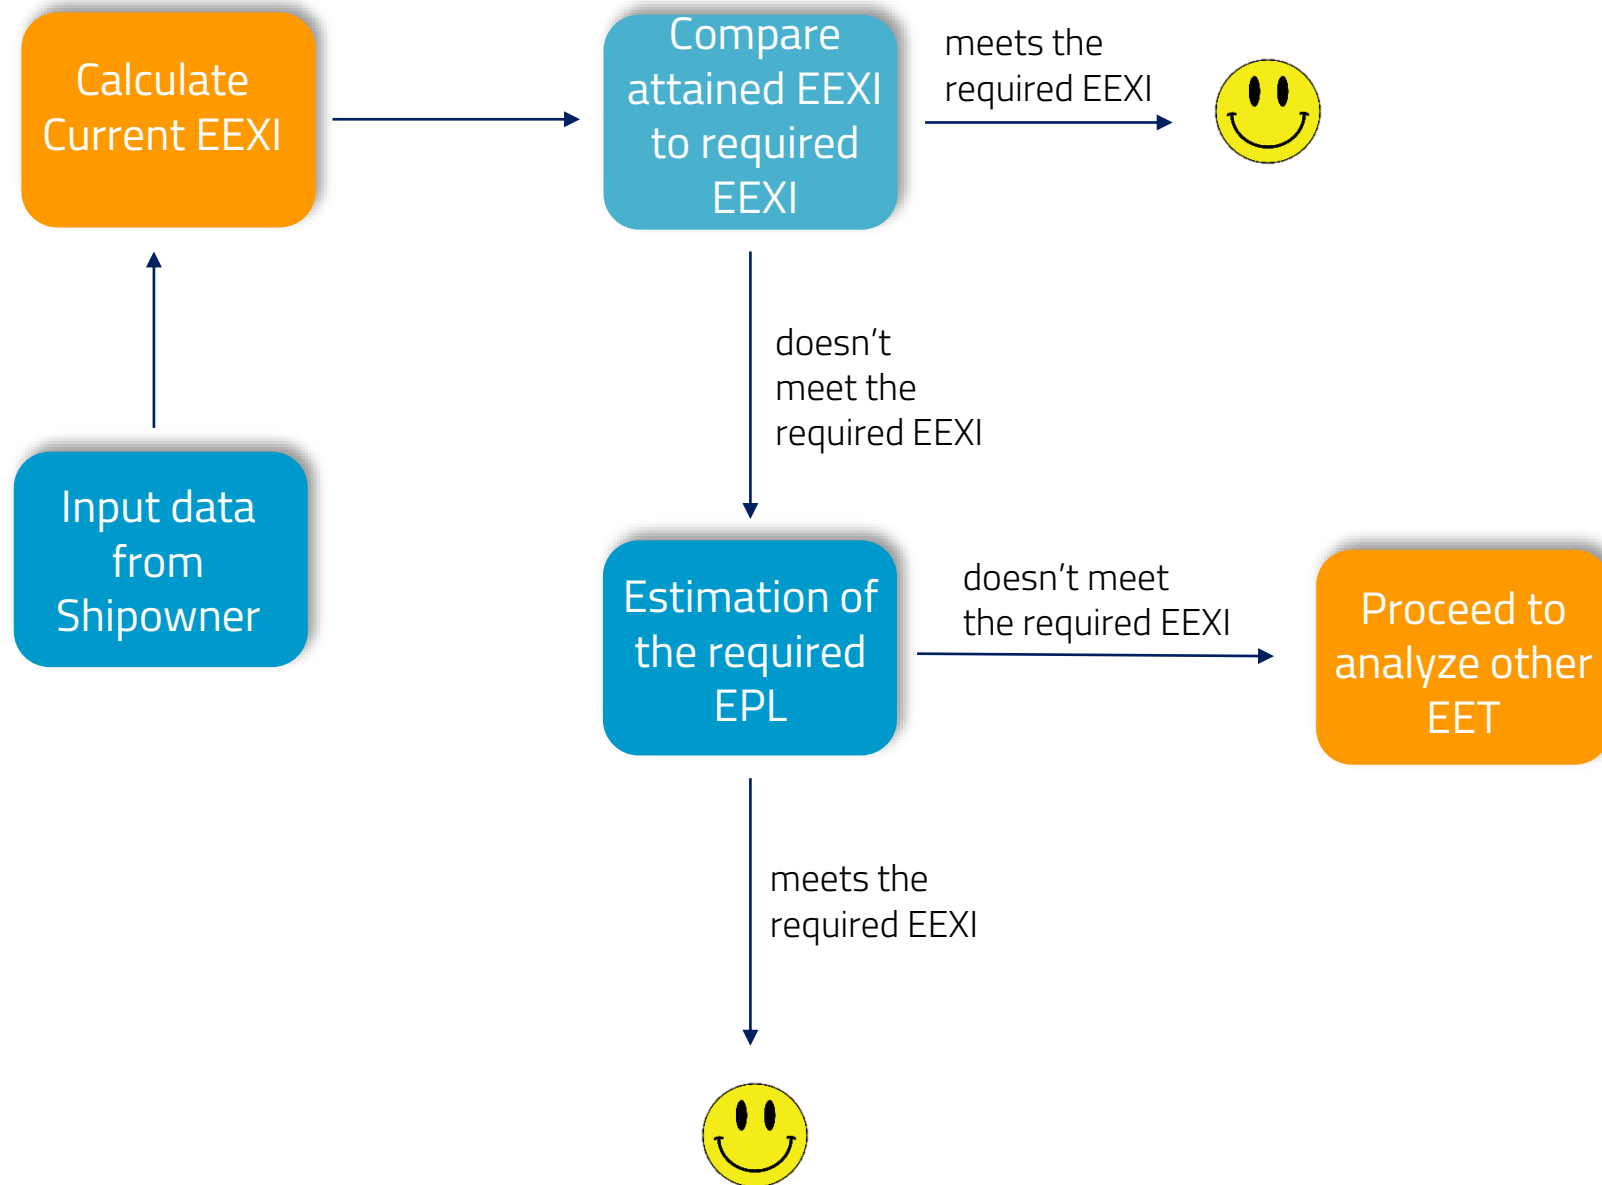 Calculate
Current EEXI
Compare
attained EEXI
to required
EEXI
meets the
required EEXI
doesn't
meet the
required EEXI
Input data
from
Shipowner
Estimation of
the required
EPL
doesn't meet
the required EEXI
Proceed to
analyze other
EET
meets the
required EEXI